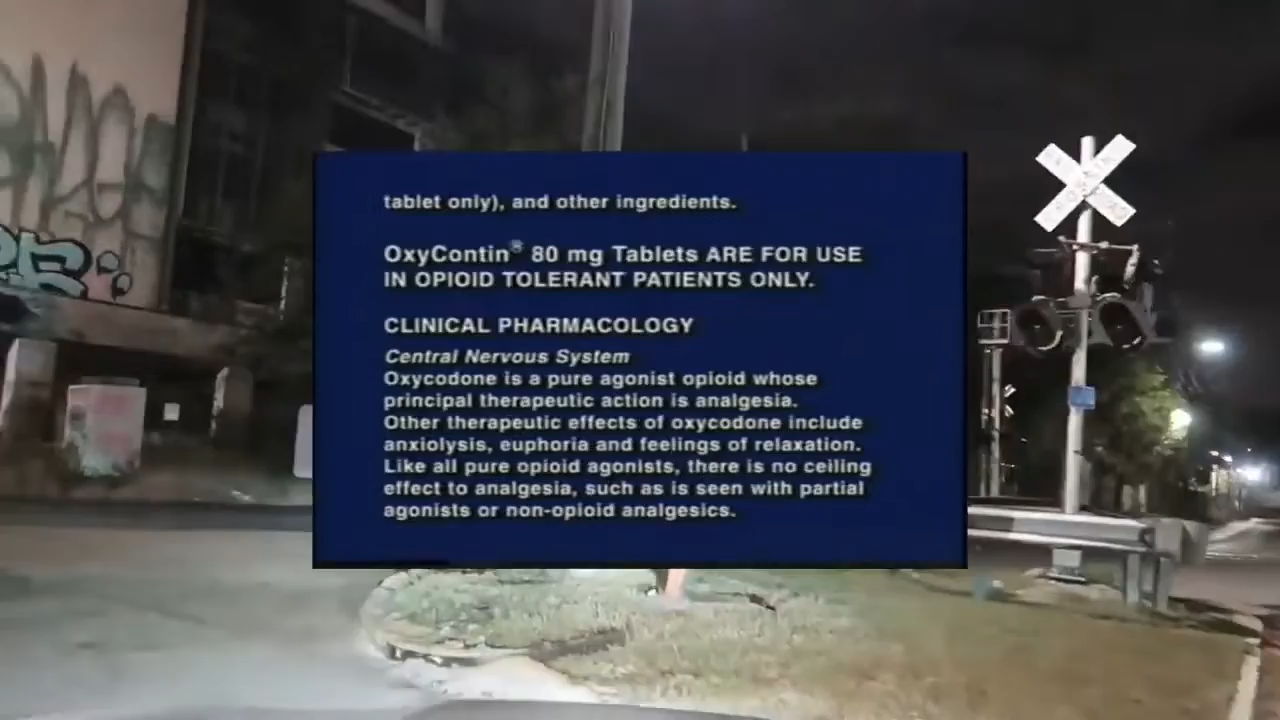 tablet only), and other ingredients.
OxyContin® 80 mg Tablets ARE FOR USE
IN OPIOID TOLERANT PATIENTS ONLY.
CLINICAL PHARMACOLOGY
Central Nervous System
Oxycodone is a pure agonist opioid whose
principal therapeutic action is analgesia.
Other therapeutic effects of oxycodone include
anxiolysis, euphoria and feelings of relaxation.
Like all pure opioid agonists, there is no ceiling
effect to analgesia, such as is seen with partial
agonists or non-opioid analgesics.